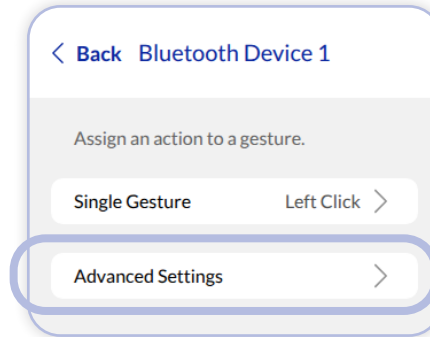 Back Bluetooth Device 1
Assign an action to a gesture.
Single Gesture Left Click
Advanced Settings